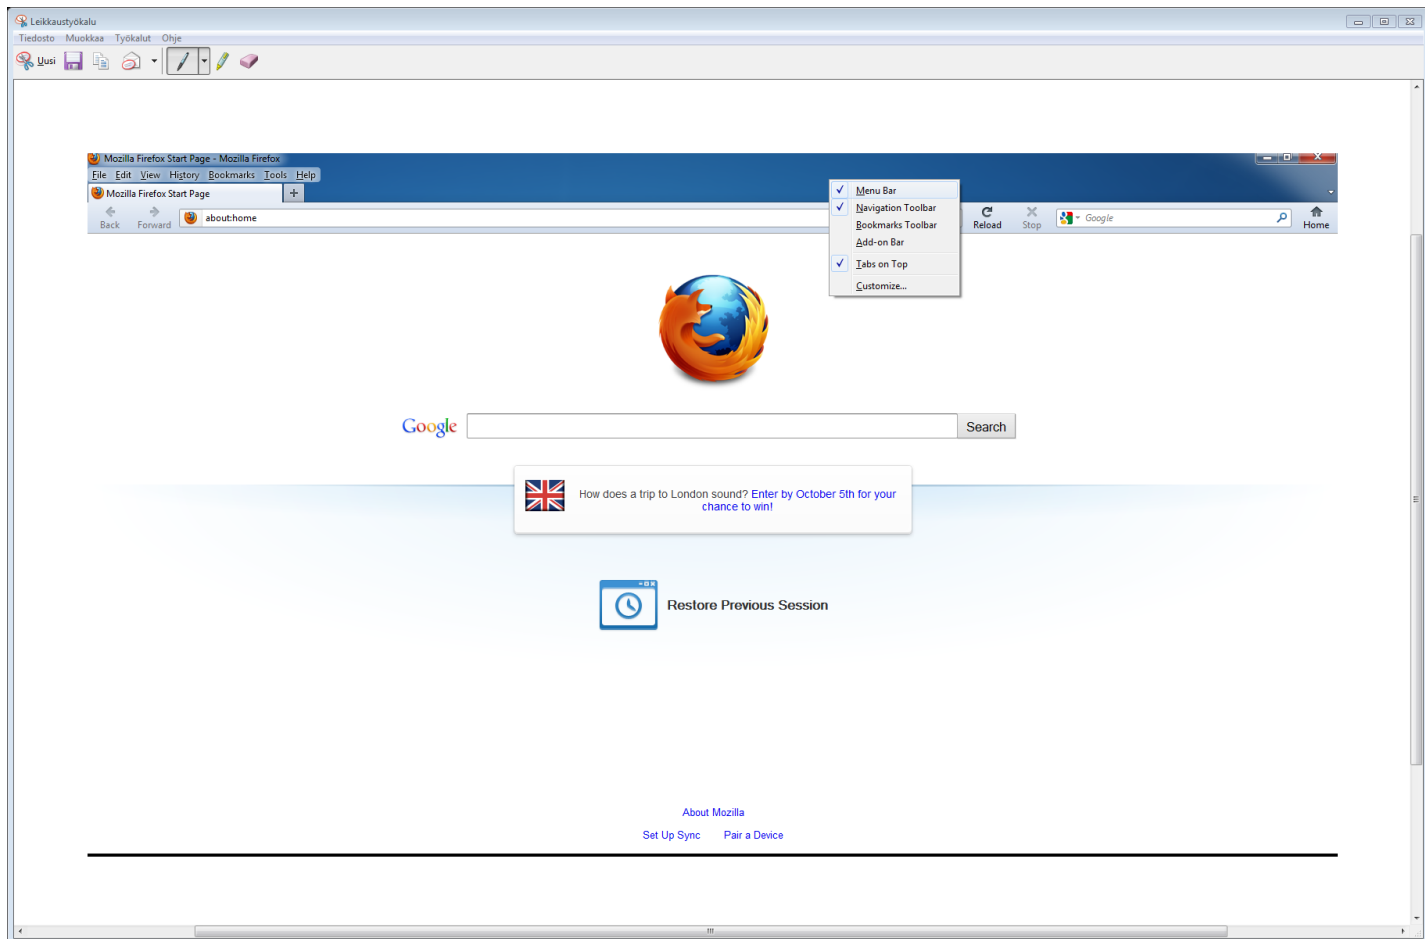 Leikkaustyökalu
Tiedosto Muokkaa Työkalut Ohje
Uusi
Mozilla Firefox Start Page - Mozilla Firefox
File Edit View History Bookmarks Tools Help
Mozilla Firefox Start Page +
Menu Bar
Navigation Toolbar
Bookmarks Toolbar
Add-on Bar
Tabs on Top
Customize...
Back Forward about:home Reload Stop Google Home
Google Search
How does a trip to London sound? Enter by October 5th for your
chance to win!
Restore Previous Session
About Mozilla
Set Up Sync Pair a Device